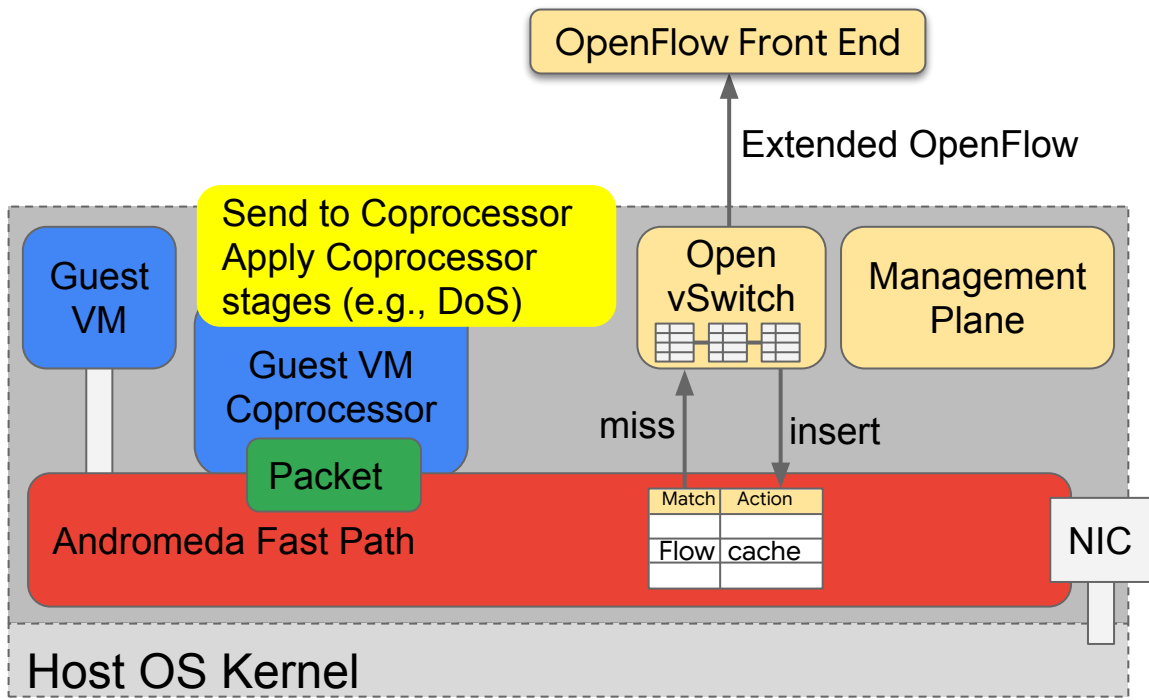 OpenFlow Front End
Extended OpenFlow
Send to Coprocessor
Apply Coprocessor
stages (e.g., DoS)
Guest
VM
Open
vSwitch
Management
Plane
Guest VM
Coprocessor
miss
insert
Packet
Match Action
Andromeda Fast Path
Flow cache
NIC
Host OS Kernel